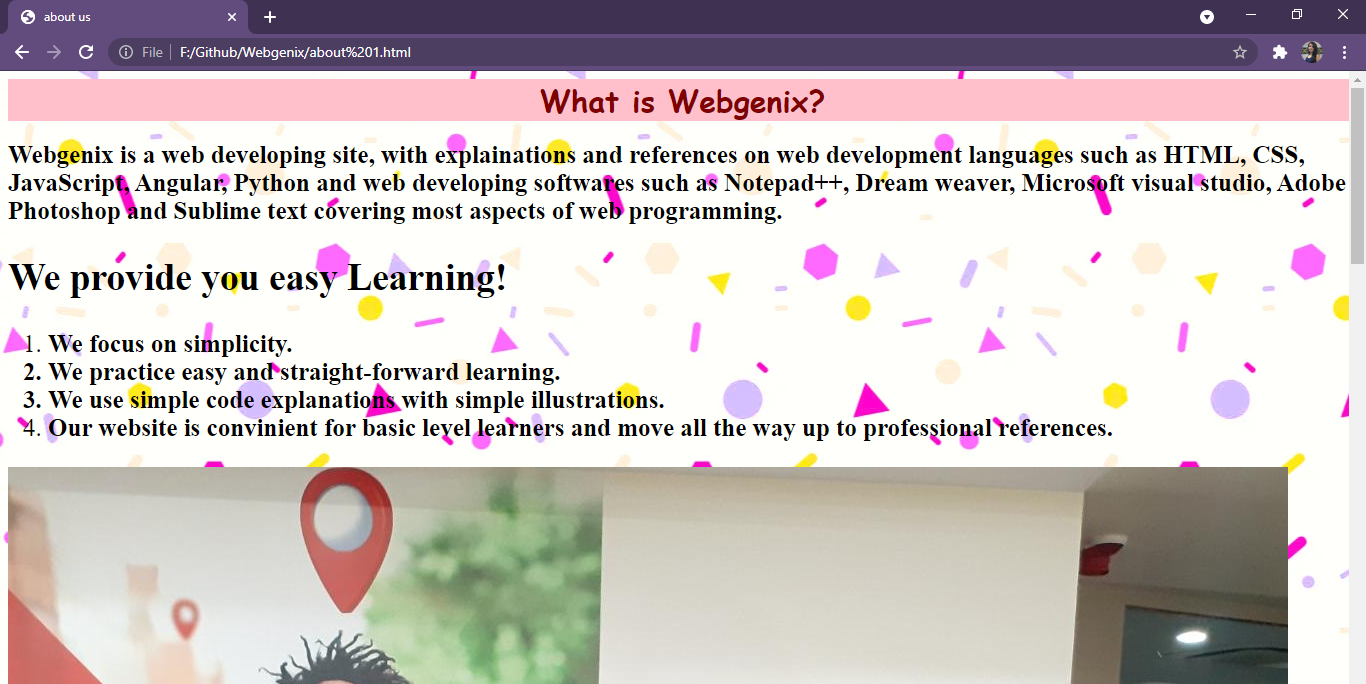 about us
File F:/Github/Webgenix/about%201.html
What is Webgenix?
Webgenix is a web developing site, with explainations and references on web development languages such as HTML, CSS,
JavaScript, Angular, Python and web developing softwares such as Notepad++, Dream weaver, Microsoft visual studio, Adobe
Photoshop and Sublime text covering most aspects of web programming.
We provide you easy Learning!
1. We focus on simplicity.
2. We practice easy and straight-forward learning.
3. We use simple code explanations with simple illustrations.
4. Our website is convinient for basic level learners and move all the way up to professional references.